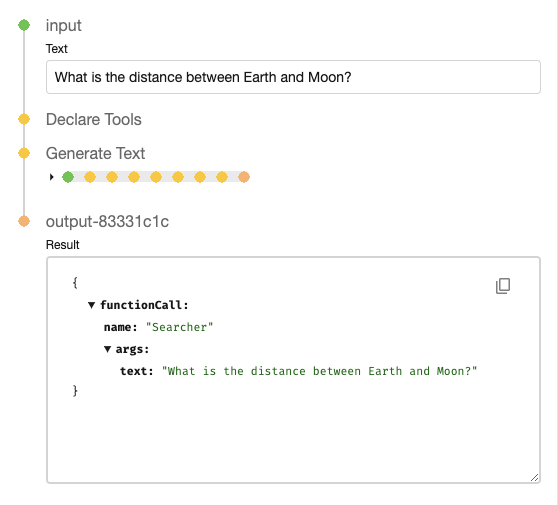 input
Text
What is the distance between Earth and Moon?
Declare Tools
Generate Text
output-83331c1c
Result
{
functionCall:
name: "Searcher"
args:
text: "What is the distance between Earth and Moon?"
}